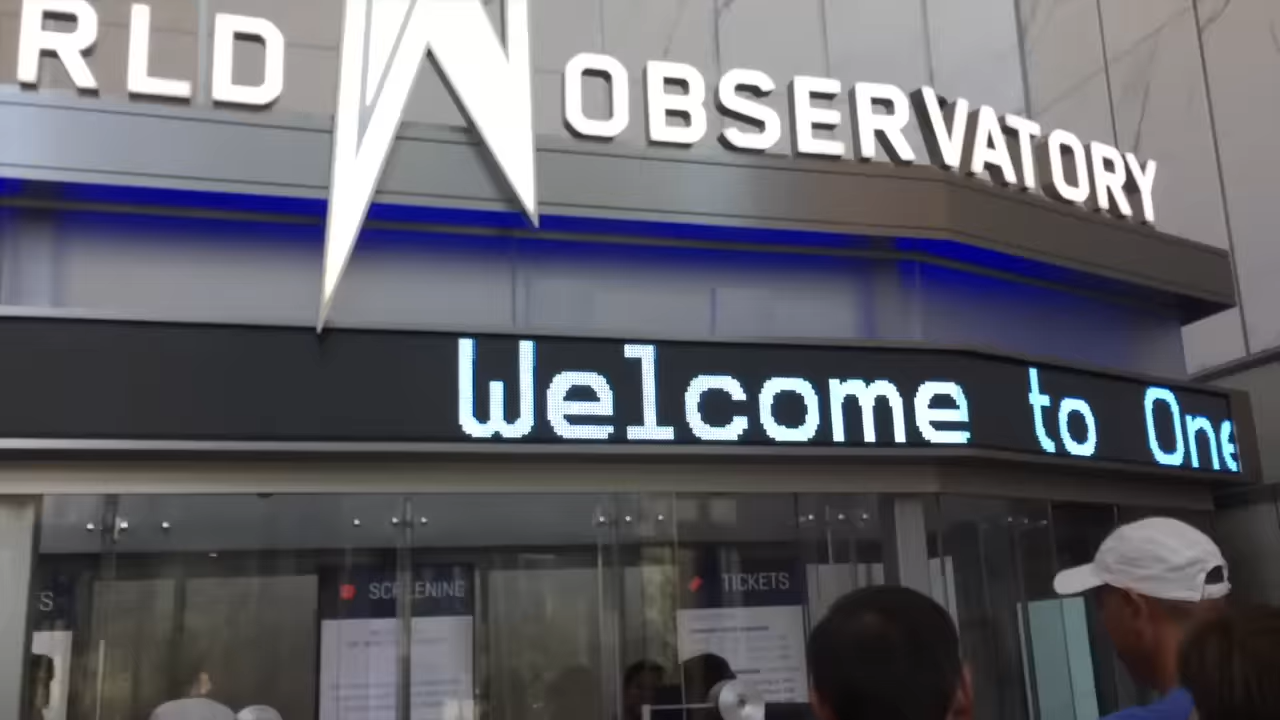 RLD OBSERVATORY
Welcome to One
S
SCREENING
TICKETS